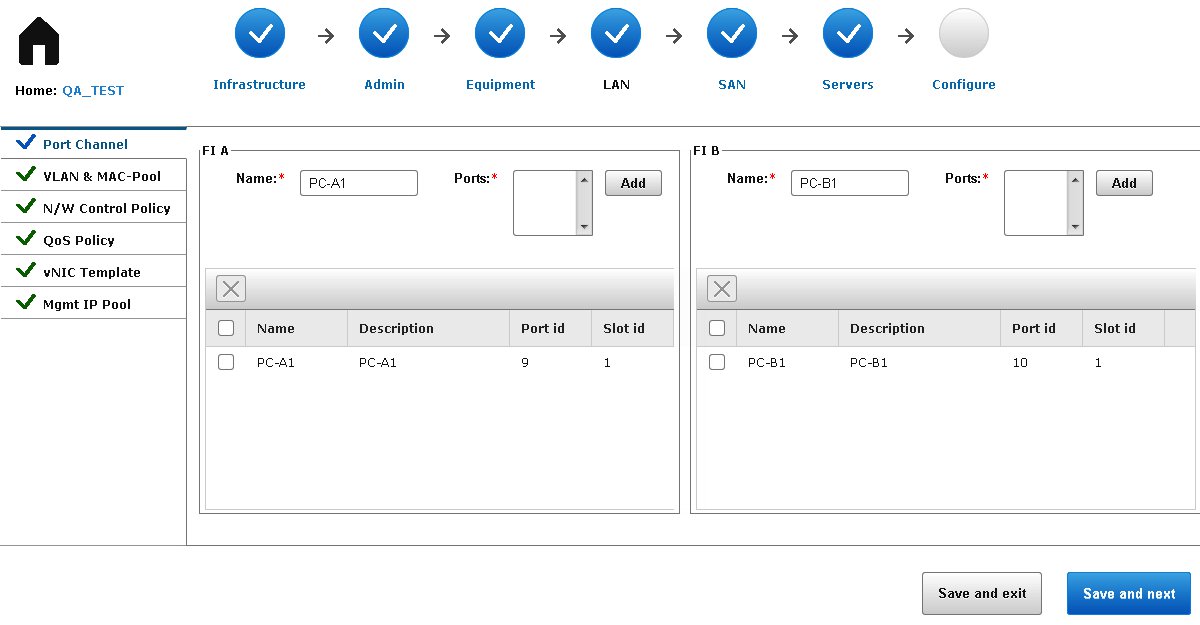 Infrastructure Admin Equipment LAN SAN Servers Configure
Home: QA_TEST
Port Channel
VLAN & MAC-Pool
N/W Control Policy
QoS Policy
vNIC Template
Mgmt IP Pool
FI A
Name:* PC-A1 Ports:* Add
Name Description Port id Slot id
PC-A1 PC-A1 9 1
FI B
Name:* PC-B1 Ports:* Add
Name Description Port id Slot id
PC-B1 PC-B1 10 1
Save and exit Save and next